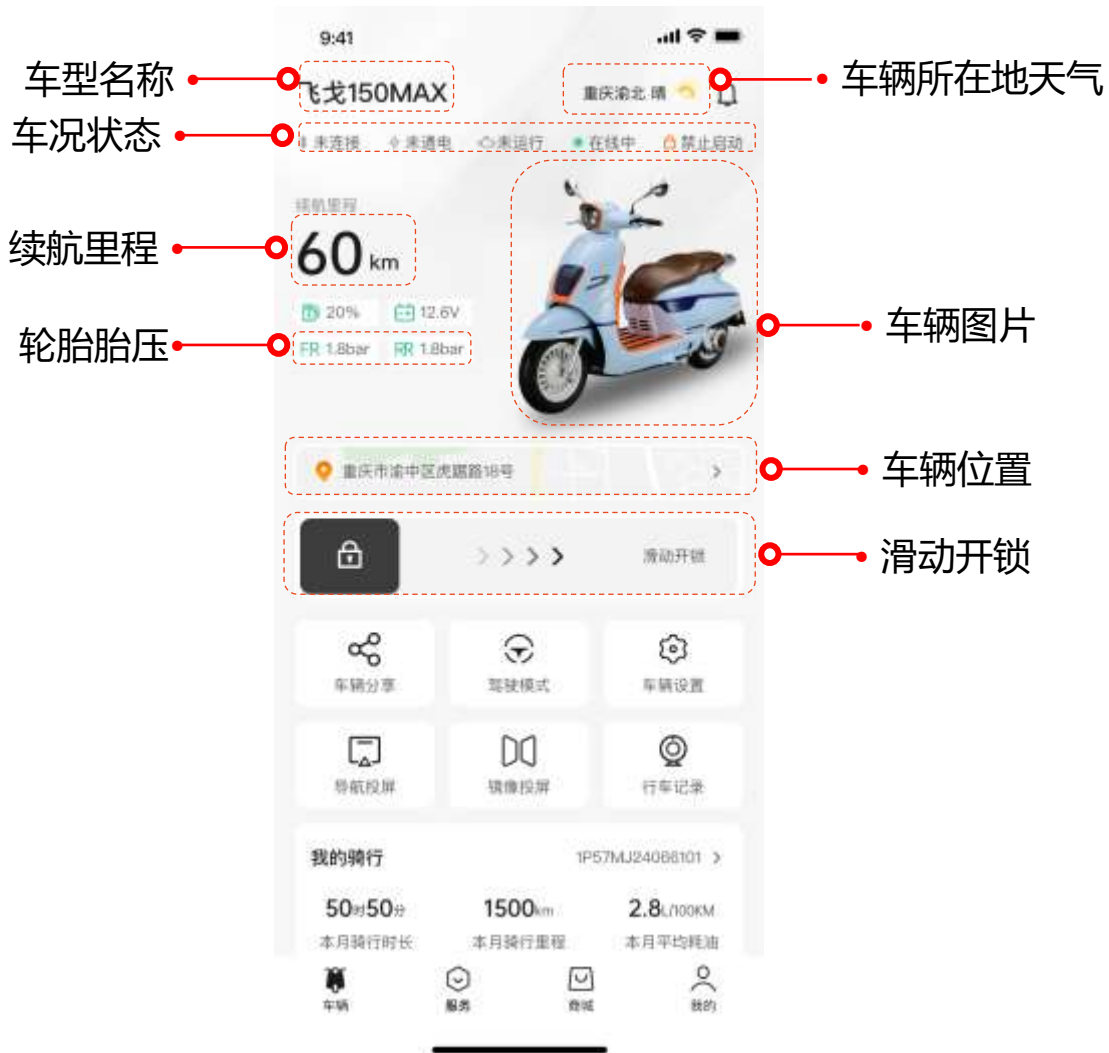 9:41
车型名称
飞戈150MAX
重庆渝北 晴
车辆所在地天气
车况状态
未连接 未通电 未运行 在线中 禁止启动
续航里程
续航里程
60 km
20% 12.6V
轮胎胎压
FR 1.8bar RR 1.8bar
车辆图片
重庆市渝中区虎踞路18号
车辆位置
滑动开锁
滑动开锁
车辆分享 驾驶模式 车辆设置
导航投屏 镜像投屏 行车记录
我的骑行 1P57MJ24066101
50时50分 1500km 2.8L/100KM
本月骑行时长 本月骑行里程 本月平均耗油
车辆 服务 商城 我的